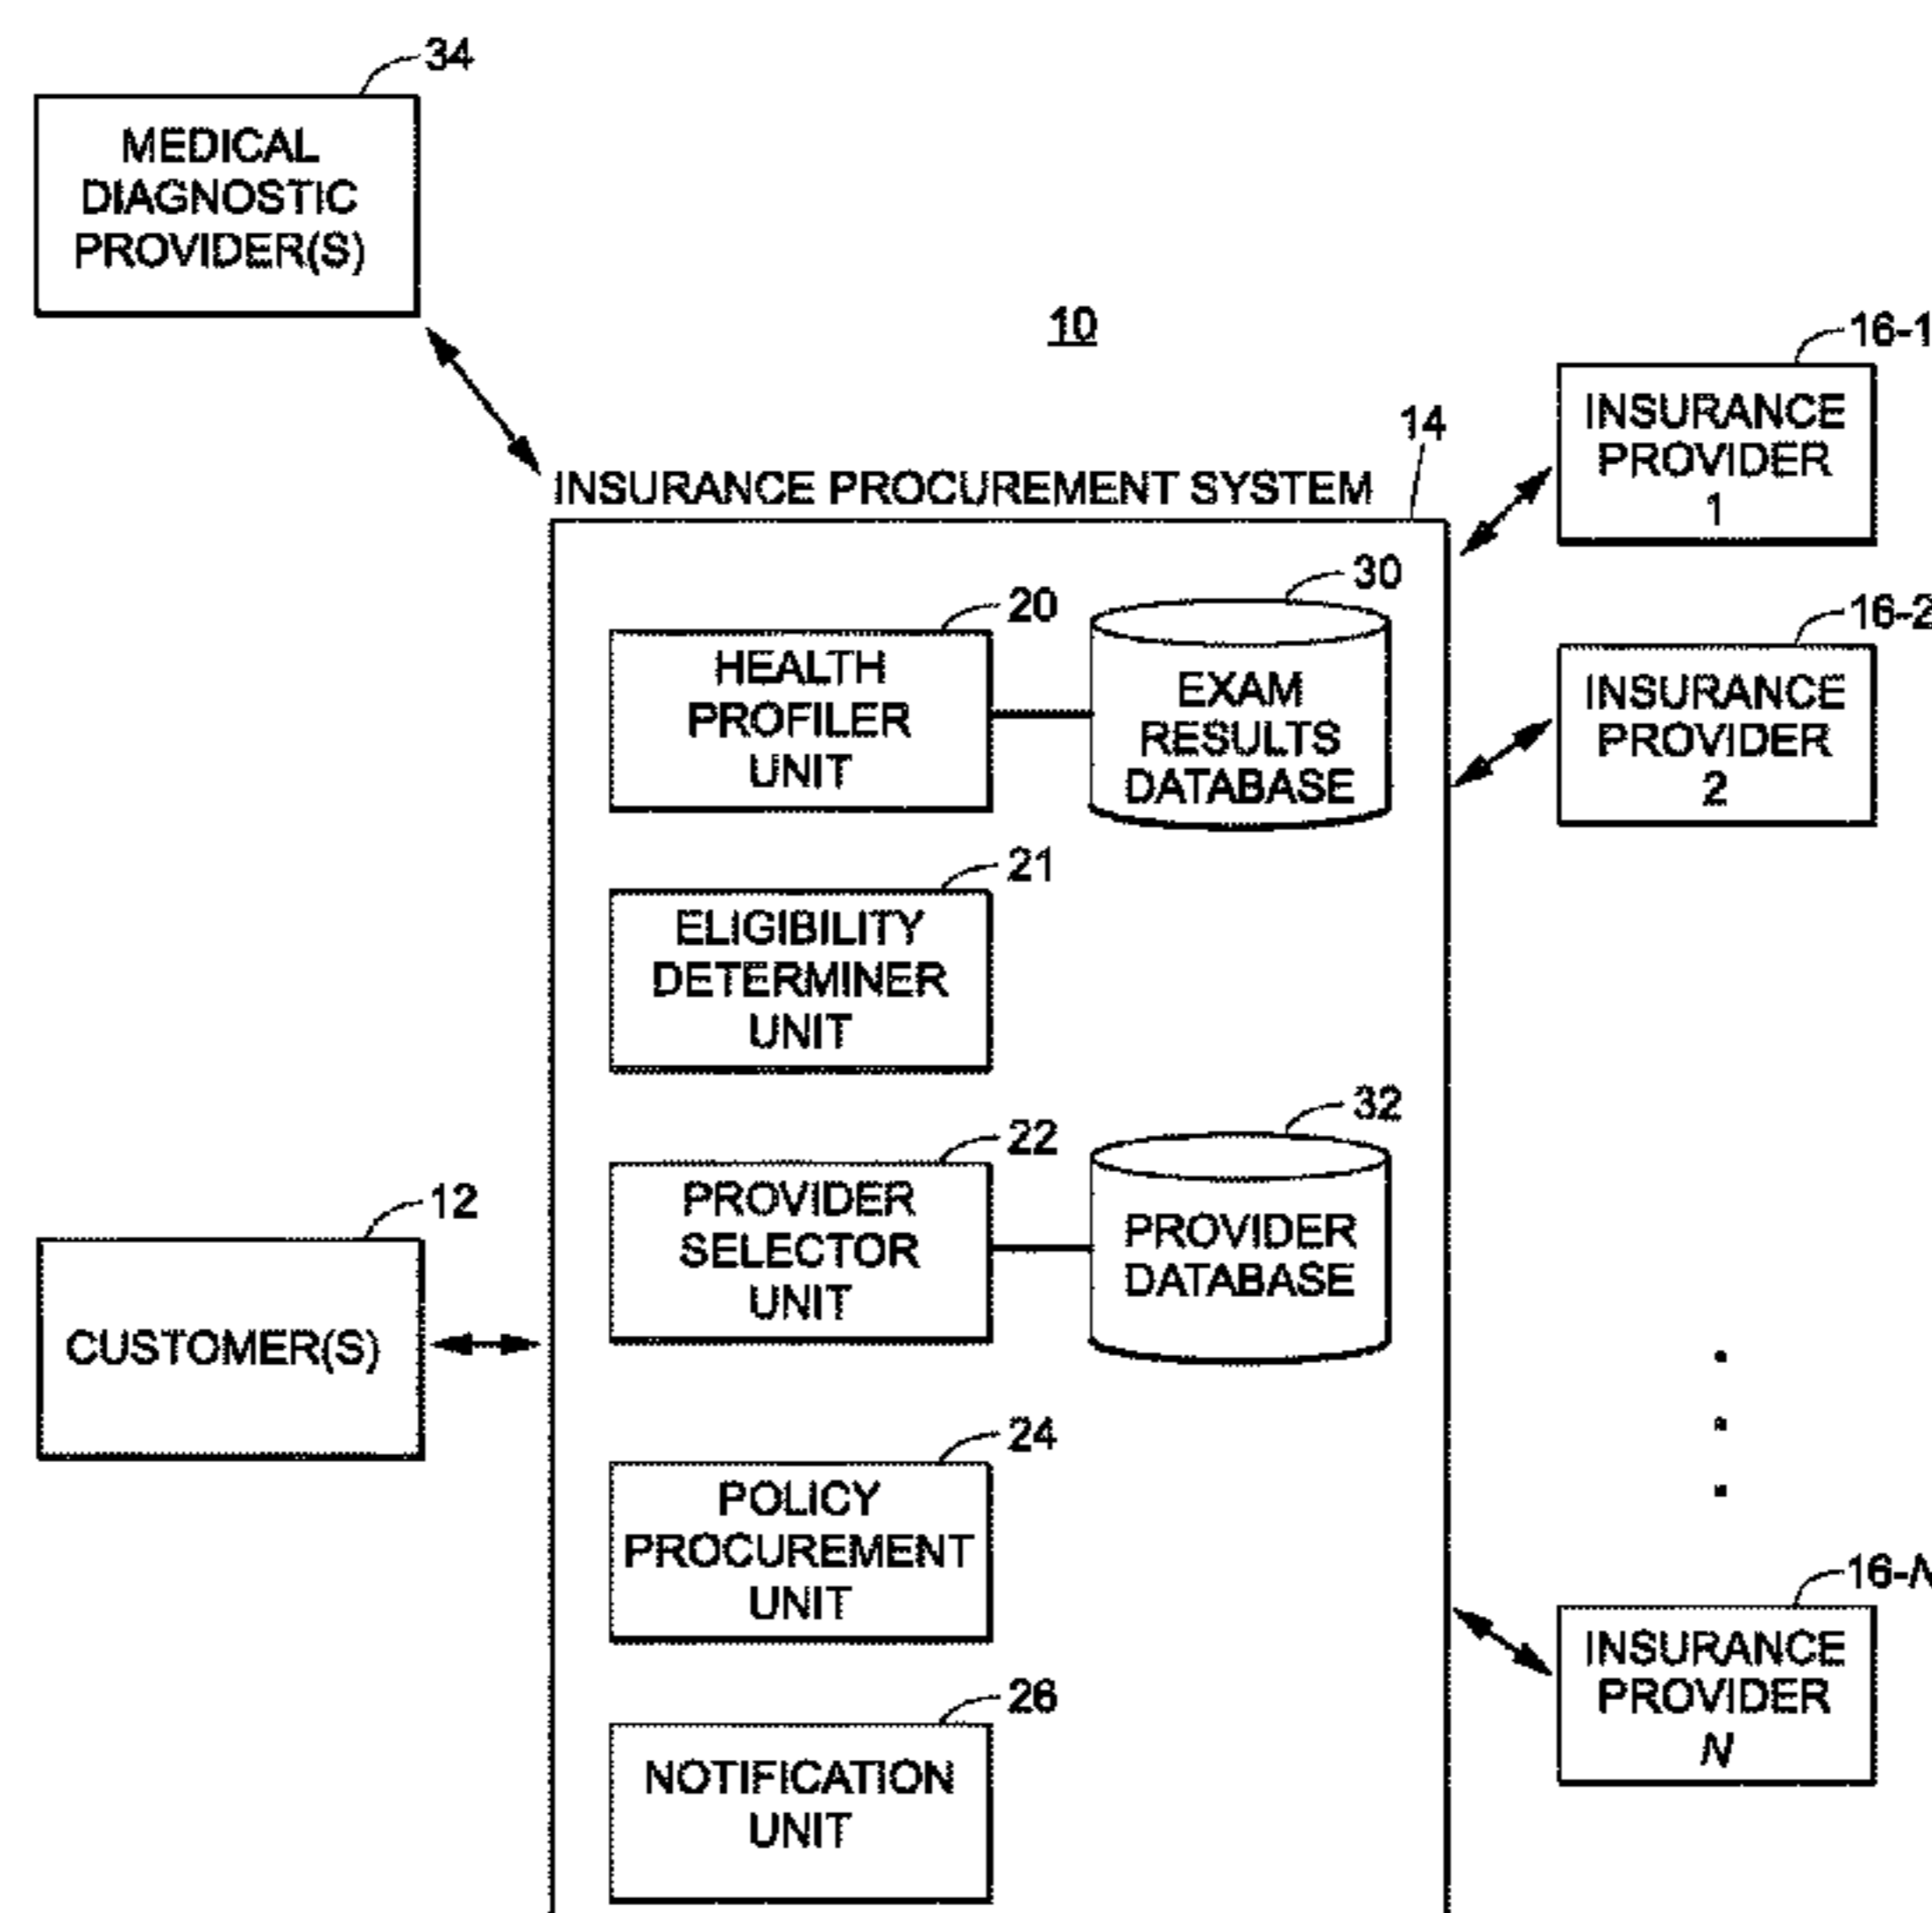 34
MEDICAL
DIAGNOSTIC
PROVIDER(S)
10
16-1
INSURANCE
PROVIDER
1
14
INSURANCE PROCUREMENT SYSTEM
16-2
INSURANCE
PROVIDER
2
20
HEALTH
PROFILER
UNIT
30
EXAM
RESULTS
DATABASE
21
ELIGIBILITY
DETERMINER
UNIT
22
PROVIDER
SELECTOR
UNIT
32
PROVIDER
DATABASE
12
CUSTOMER(S)
24
POLICY
PROCUREMENT
UNIT
16-N
INSURANCE
PROVIDER
N
26
NOTIFICATION
UNIT